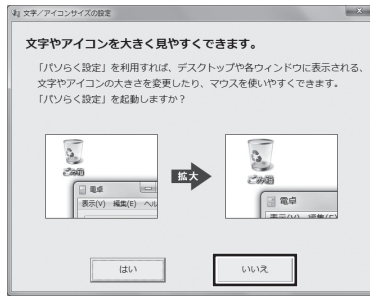 文字／アイコンサイズの設定
文字やアイコンを大きく見やすくできます。
「パソらく設定」を利用すれば、デスクトップや各ウィンドウに表示される、
文字やアイコンの大きさを変更したり、マウスを使いやすくできます。
「パソらく設定」を起動しますか？
ごみ箱
電卓
表示(V) 編集(E) ヘル
拡大
ごみ箱
電卓
表示(V) 編集(E)
はい
いいえ